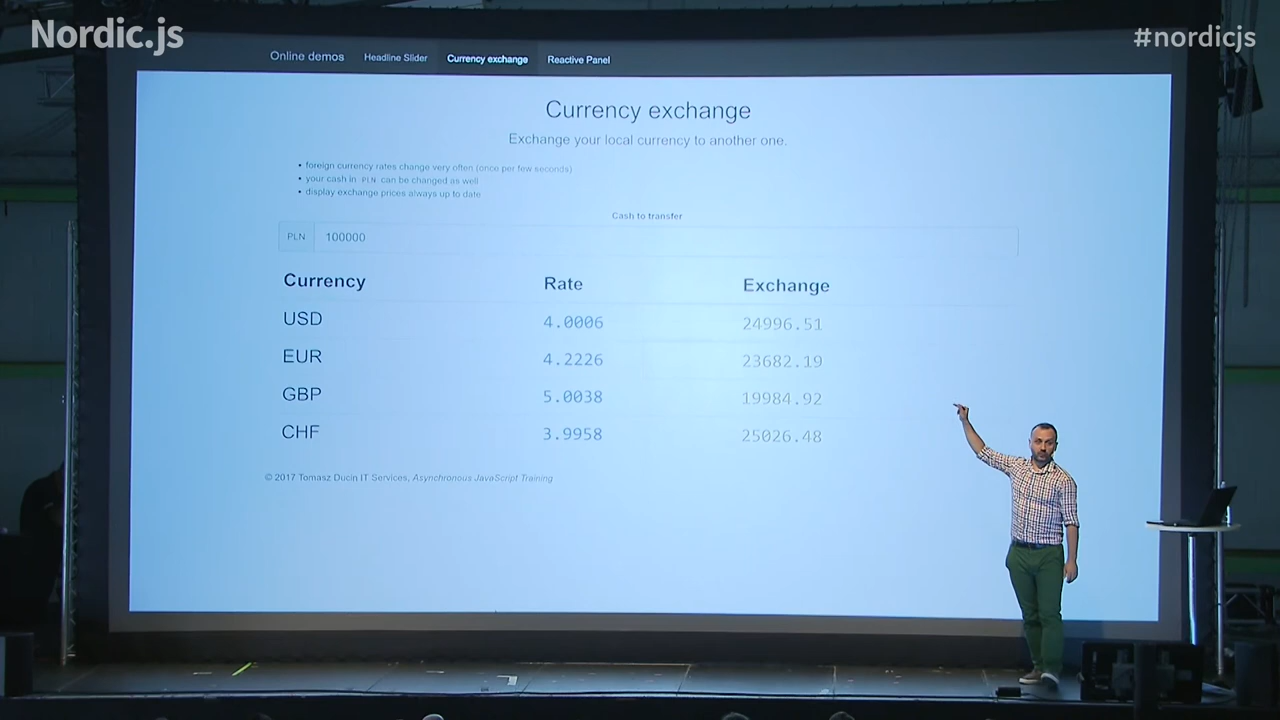 Nordic.js
#nordicjs
Online demos Headline Slider Currency exchange Reactive Panel
Currency exchange
Exchange your local currency to another one.
• foreign currency rates change very often (once per few seconds)
• your cash in PLN can be changed as well
• display exchange prices always up to date
Cash to transfer
PLN 100000
Currency Rate Exchange
USD 4.0006 24996.51
EUR 4.2226 23682.19
GBP 5.0038 19984.92
CHF 3.9958 25026.48
© 2017 Tomasz Ducin IT Services, Asynchronous JavaScript Training